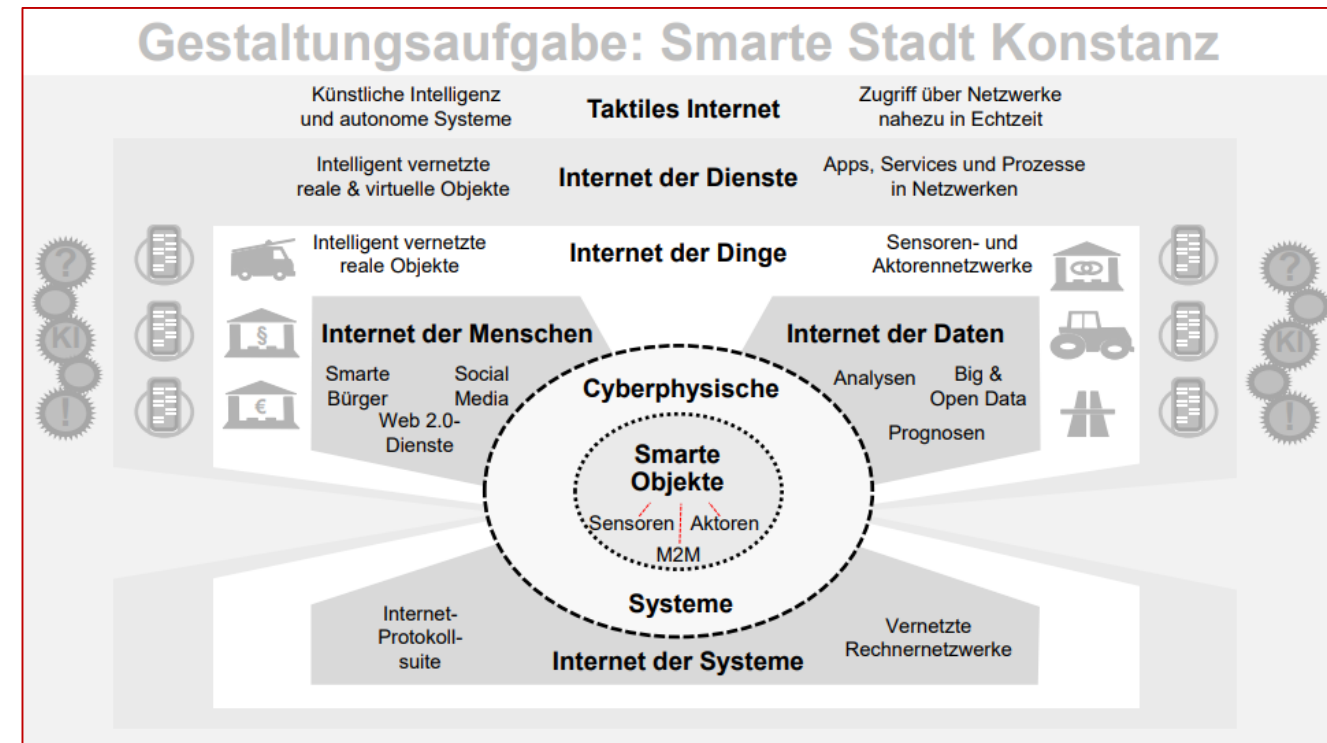 Gestaltungsaufgabe: Smarte Stadt Konstanz
Künstliche Intelligenz
und autonome Systeme
Taktiles Internet
Zugriff über Netzwerke
nahezu in Echtzeit
Intelligent vernetzte
reale & virtuelle Objekte
Internet der Dienste
Apps, Services und Prozesse
in Netzwerken
Intelligent vernetzte
reale Objekte
Internet der Dinge
Sensoren- und
Aktorennetzwerke
?
KI
!
§
€
Internet der Menschen
Smarte
Bürger
Social
Media
Web 2.0-
Dienste
Internet der Daten
Analysen
Big &
Open Data
Prognosen
?
KI
!
Cyberphysische
Smarte
Objekte
Sensoren
Aktoren
M2M
Systeme
Internet-
Protokoll-
suite
Internet der Systeme
Vernetzte
Rechnernetzwerke